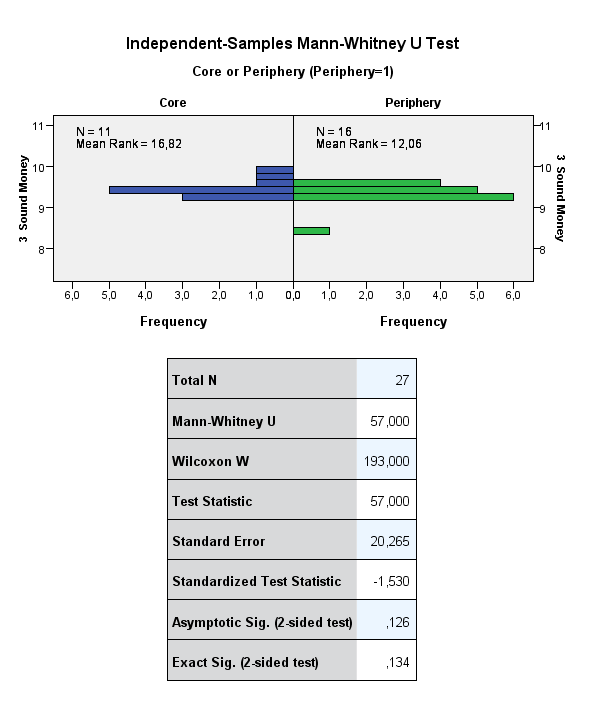 Independent-Samples Mann-Whitney U Test
Core or Periphery (Periphery=1)
Core Periphery
N = 11
Mean Rank = 16,82
N = 16
Mean Rank = 12,06
11 11
10 10
9 9
8 8
3 Sound Money
3 Sound Money
6,0 5,0 4,0 3,0 2,0 1,0 0,0 1,0 2,0 3,0 4,0 5,0 6,0
Frequency Frequency
Total N 27
Mann-Whitney U 57,000
Wilcoxon W 193,000
Test Statistic 57,000
Standard Error 20,265
Standardized Test Statistic -1,530
Asymptotic Sig. (2-sided test) ,126
Exact Sig. (2-sided test) ,134